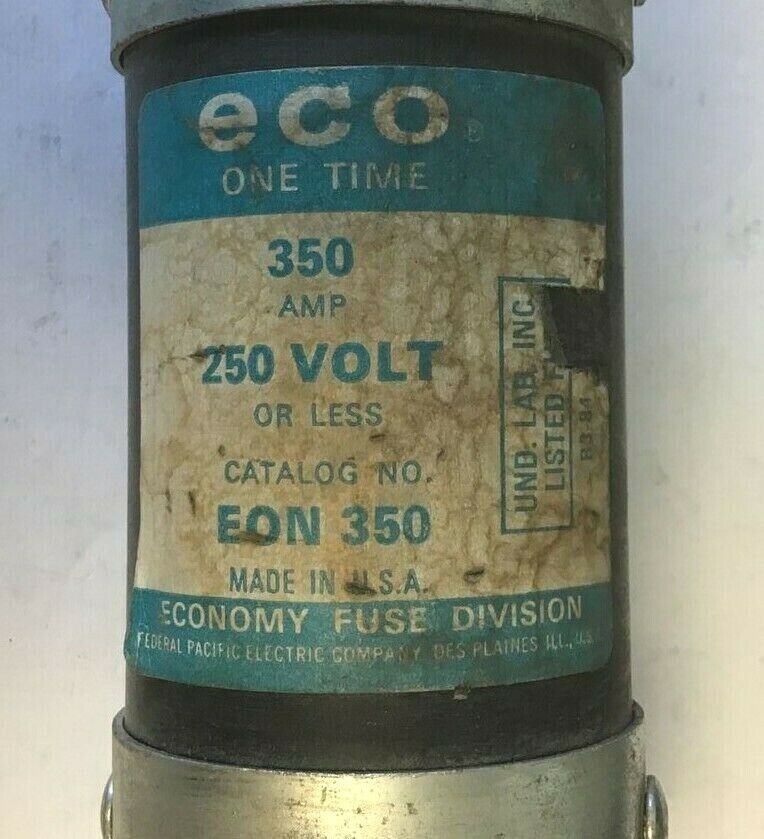 eco
ONE TIME
350
AMP
250 VOLT
OR LESS
CATALOG NO.
EON 350
MADE IN U.S.A.
ECONOMY FUSE DIVISION
FEDERAL PACIFIC ELECTRIC COMPANY DES PLAINES ILL., U.S.
UND. LAB. INC.
LISTED